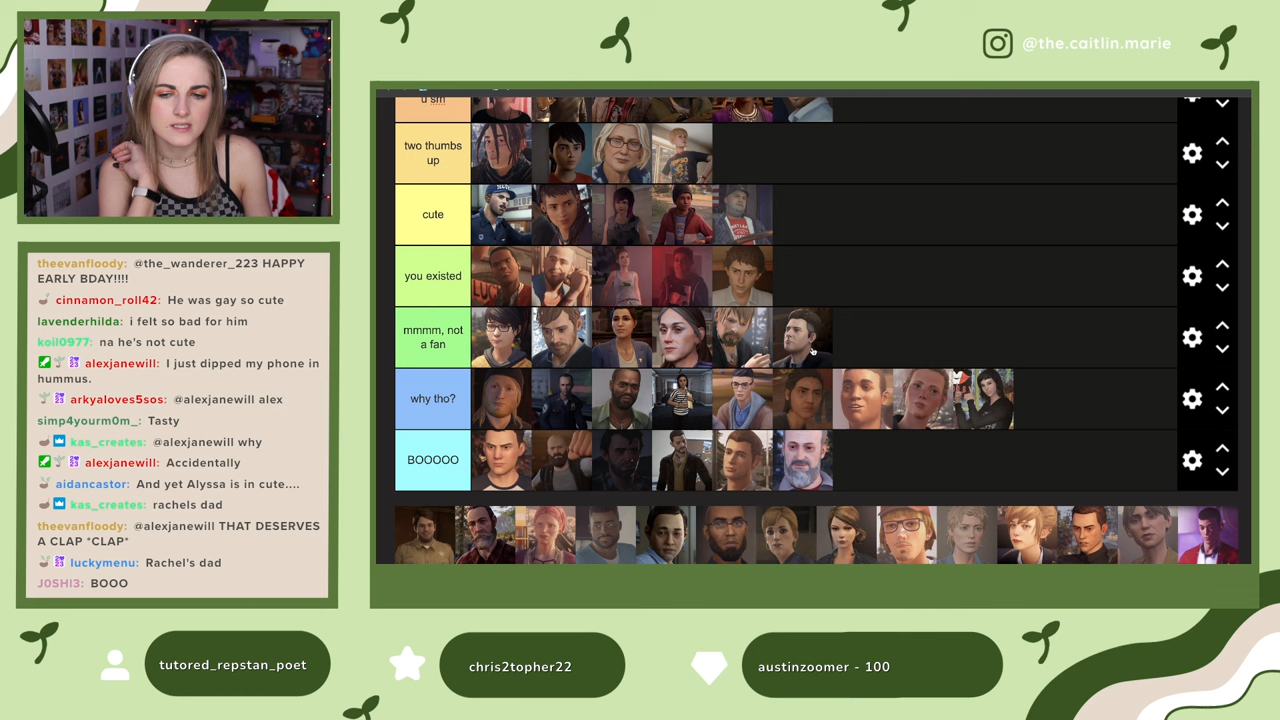 @the.caitlin.marie
u sm
two thumbs
up
cute
you existed
mmmm, not
a fan
why tho?
BOOOOO
theevanfloody: @the_wanderer_223 HAPPY
EARLY BDAY!!!!
cinnamon_roll42: He was gay so cute
lavenderhilda: i felt so bad for him
koil0977: na he's not cute
alexjanewill: I just dipped my phone in
hummus.
arkyaloves5sos: @alexjanewill alex
simp4yourm0m_: Tasty
kas_creates: @alexjanewill why
alexjanewill: Accidentally
aidancastor: And yet Alyssa is in cute....
kas_creates: rachels dad
theevanfloody: @alexjanewill THAT DESERVES
A CLAP *CLAP*
luckymenu: Rachel's dad
J0SHI3: BOOO
tutored_repstan_poet
chris2topher22
austinzoomer - 100